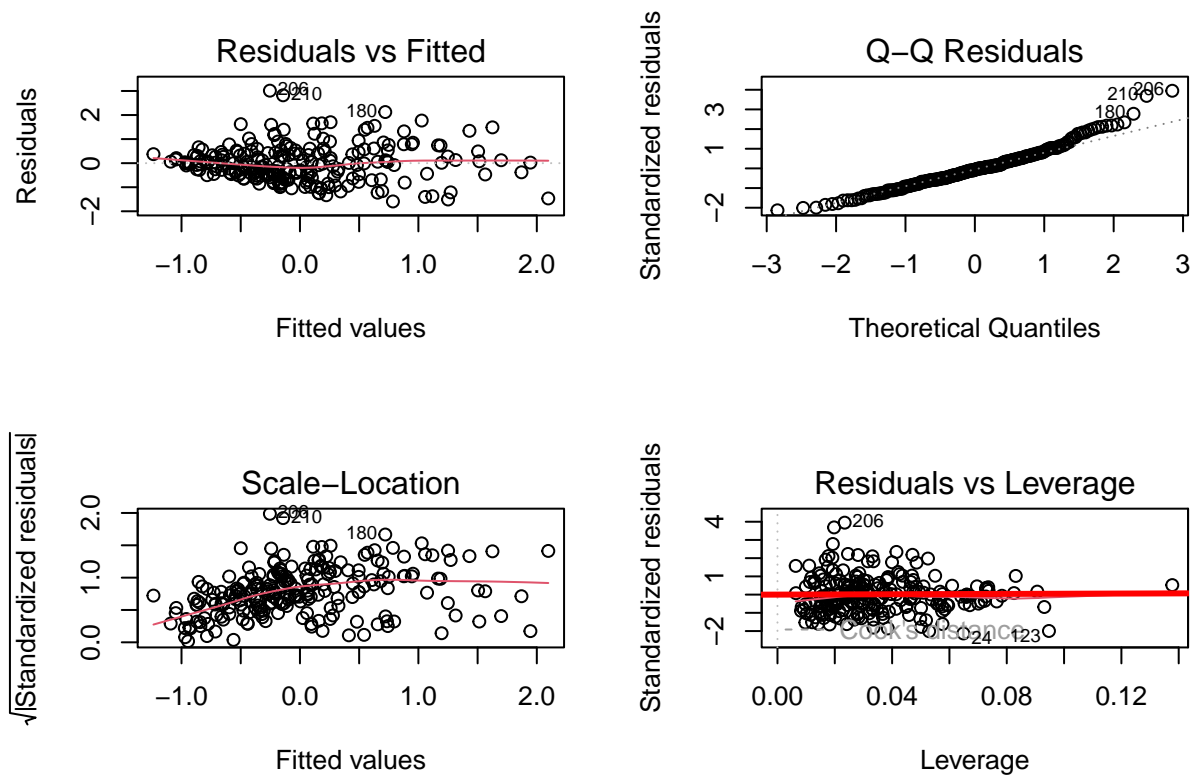 Residuals vs Fitted
Residuals
2
0
−2
206
210
180
−1.0 0.0 1.0 2.0
Fitted values
Q−Q Residuals
Standardized residuals
3
1
−2
210
206
180
−3 −2 −1 0 1 2 3
Theoretical Quantiles
Scale−Location
√|Standardized residuals|
2.0
1.0
0.0
206
210
180
−1.0 0.0 1.0 2.0
Fitted values
Residuals vs Leverage
Standardized residuals
4
1
−2
206
Cook's distance
24
123
0.00 0.04 0.08 0.12
Leverage